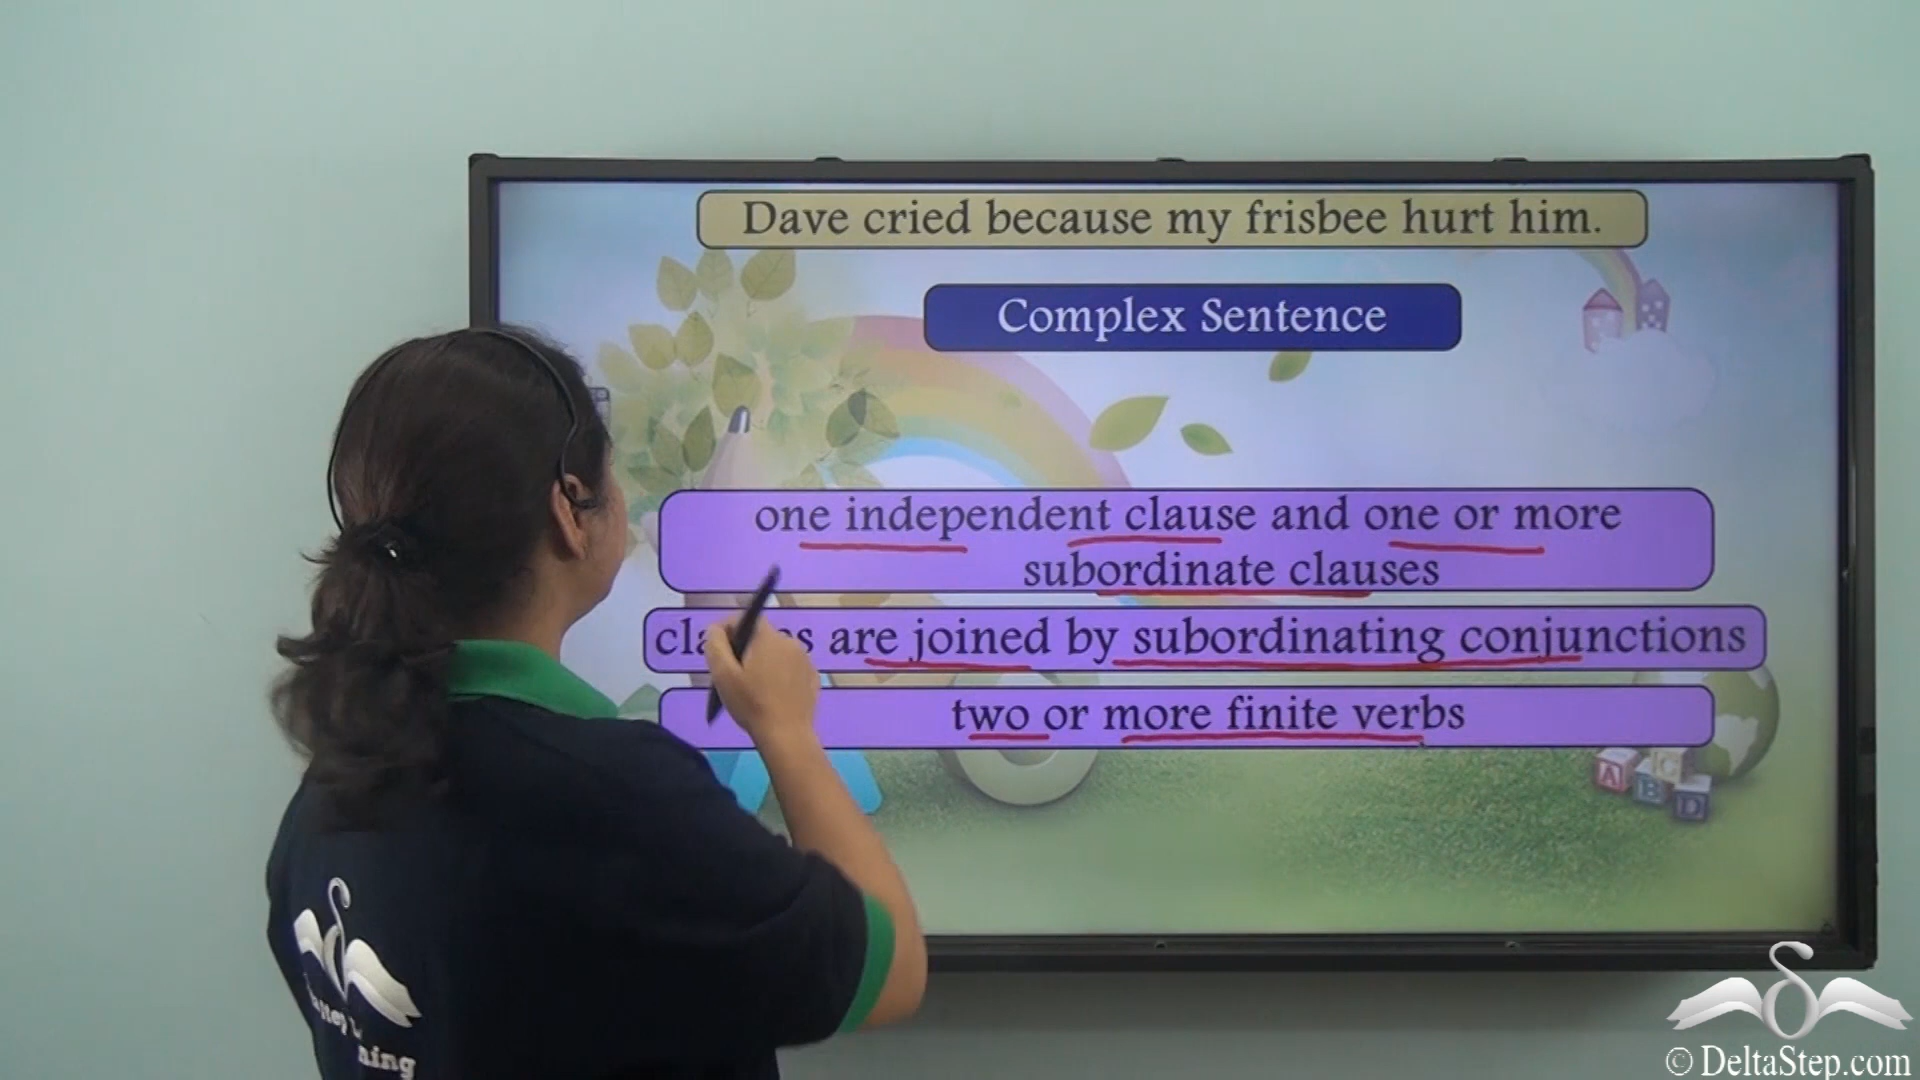 Dave cried because my frisbee hurt him.
Complex Sentence
one independent clause and one or more
subordinate clauses
are joined by subordinating conjunctions
two or more finite verbs
A
B
D
© DeltaStep.com